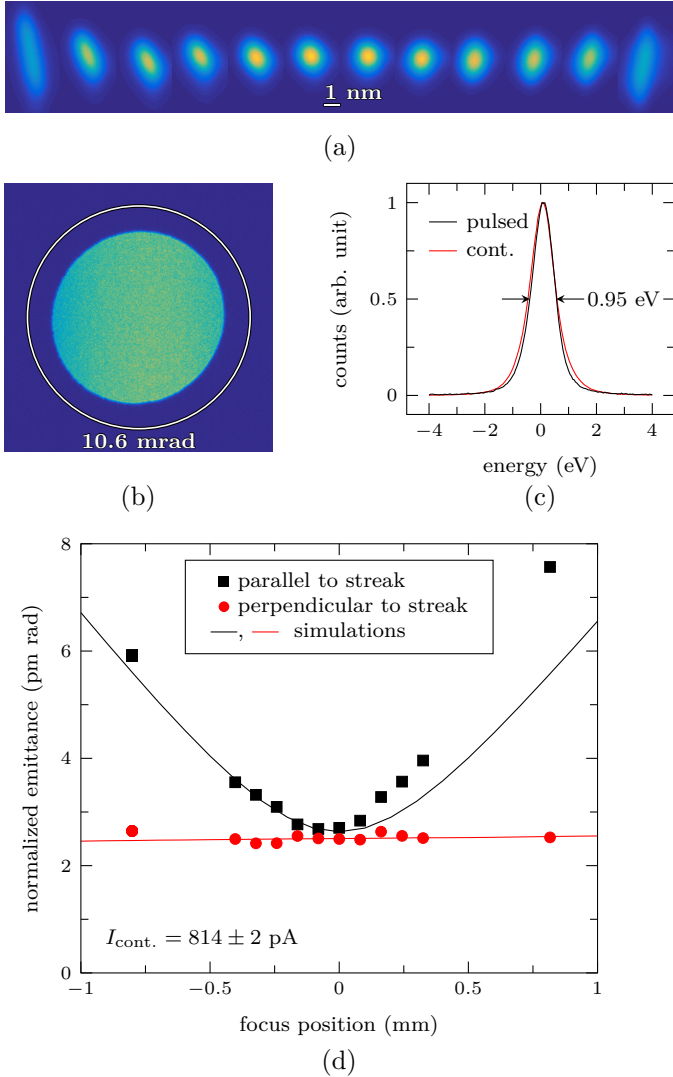 1 nm
(a)
10.6 mrad
(b)
counts (arb. unit)
1
0.5
0
pulsed
cont.
0.95 eV
−4 −2 0 2 4
energy (eV)
(c)
normalized emittance (pm rad)
8
6
4
2
0
parallel to streak
perpendicular to streak
, simulations
I cont. = 814 ± 2 pA
−1 −0.5 0 0.5 1
focus position (mm)
(d)